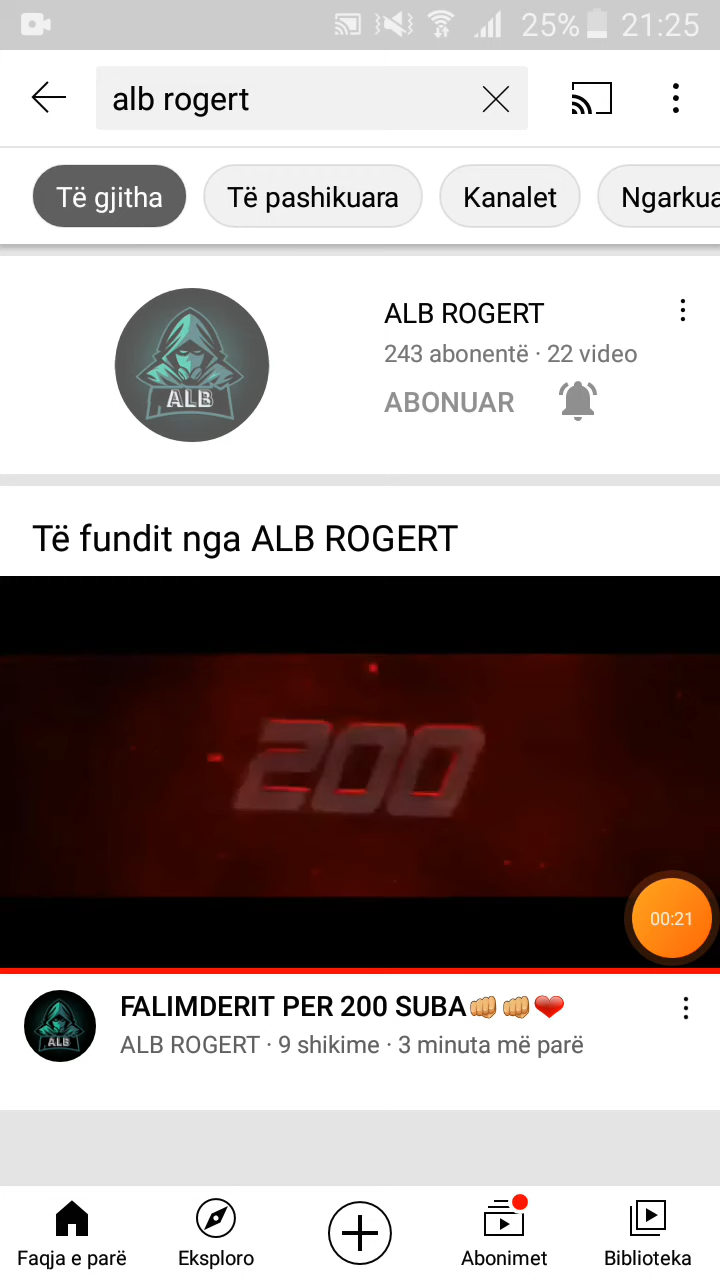 25% 21:25
alb rogert
Të gjitha Të pashikuara Kanalet Ngarkua
ALB ROGERT
243 abonentë · 22 video
ABONUAR
ALB
Të fundit nga ALB ROGERT
200
00:21
FALIMDERIT PER 200 SUBA👊👊❤
ALB ROGERT · 9 shikime · 3 minuta më parë
ALB
Faqja e parë Eksploro Abonimet Biblioteka